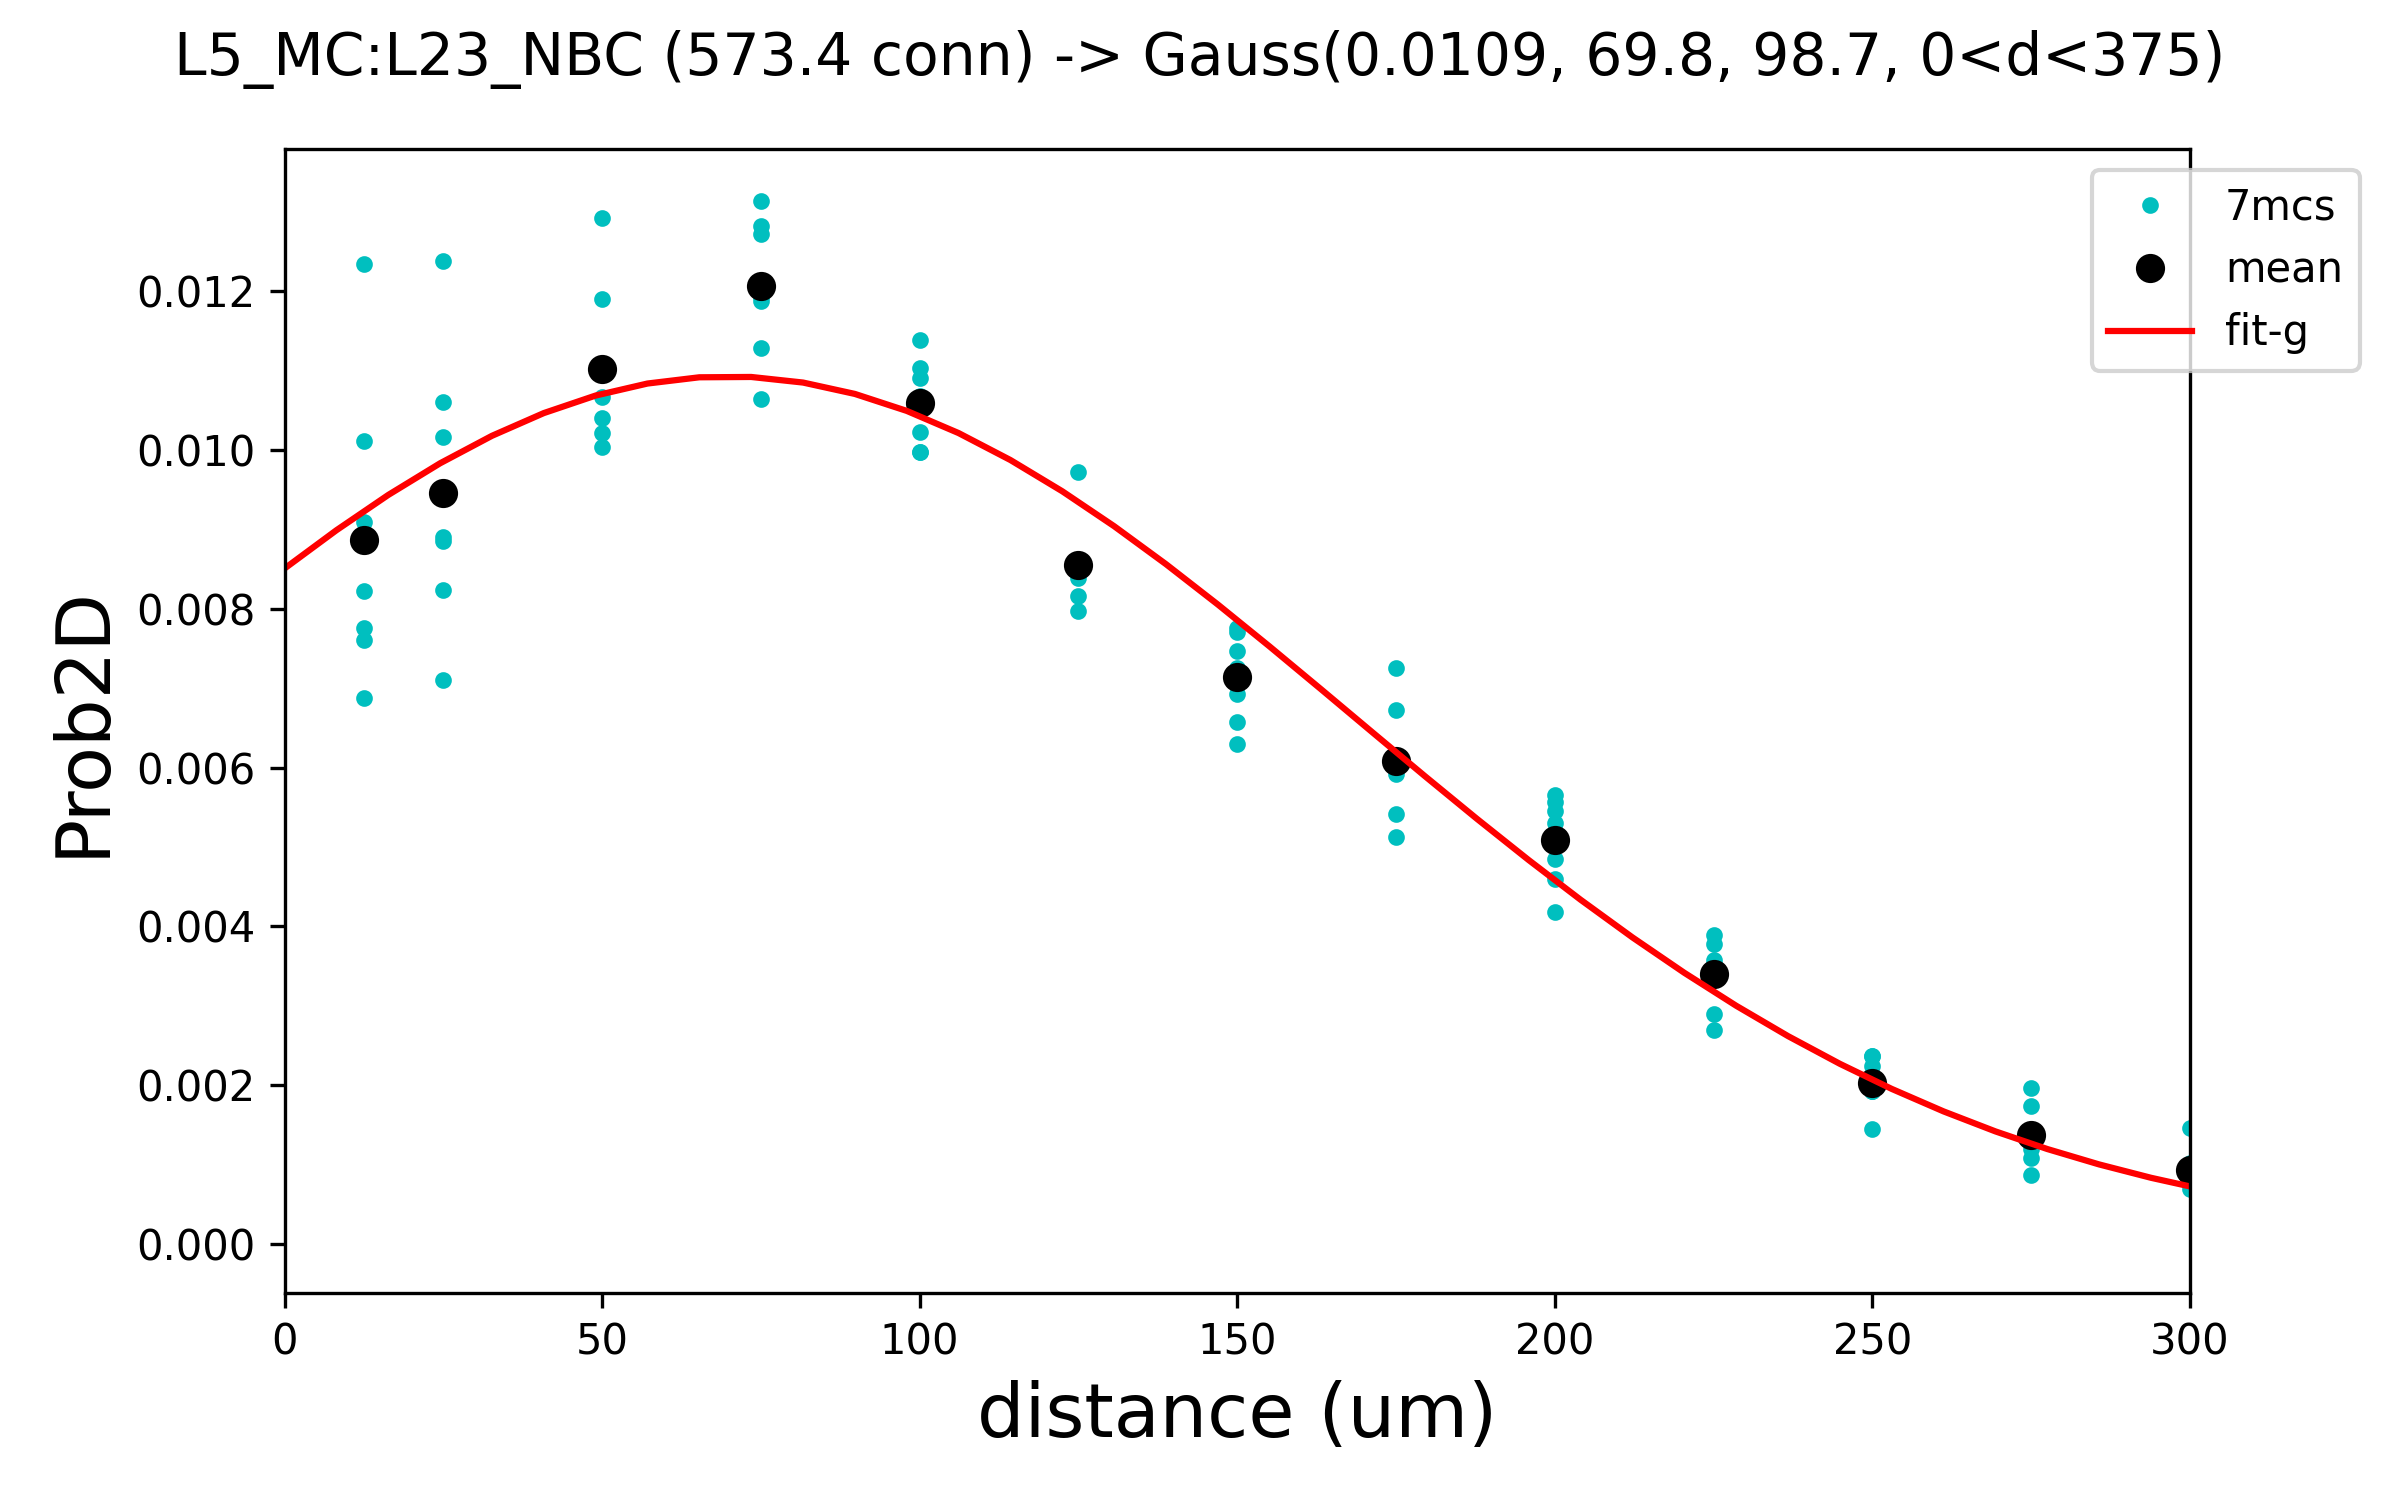 L5_MC:L23_NBC (573.4 conn) -> Gauss(0.0109, 69.8, 98.7, 0<d<375)
7mcs
mean
fit-g
Prob2D
0.012
0.010
0.008
0.006
0.004
0.002
0.000
0 50 100 150 200 250 300
distance (um)